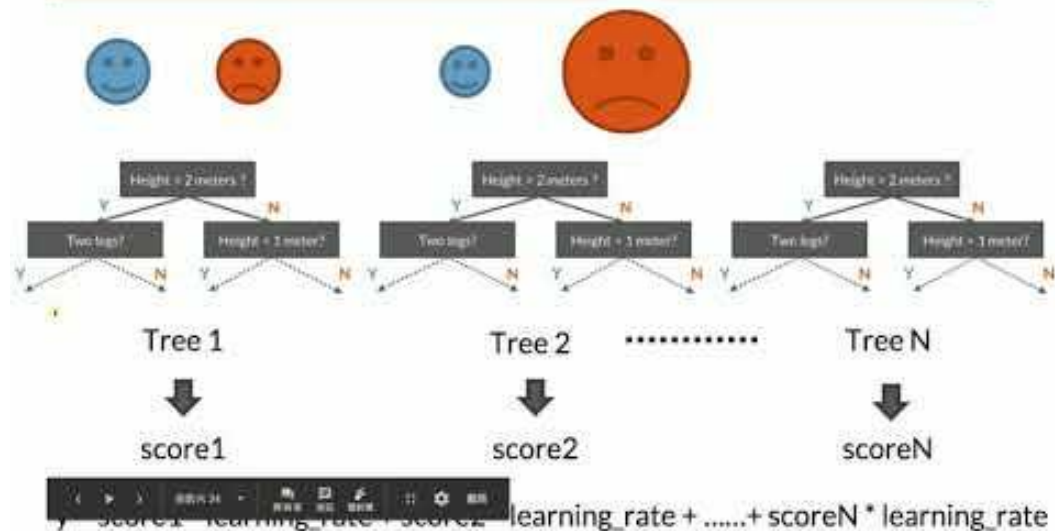 Height > 2 meters ? Height > 2 meters ? Height > 2 meters ?
Y N Y N Y N
Two legs? Height < 1 meter? Two legs? Height < 1 meter? Two legs? Height < 1 meter?
Y N Y N Y N Y N Y N Y N
Tree 1 Tree 2 Tree N
score1 score2 scoreN
learning_rate + ......+ scoreN * learning_rate